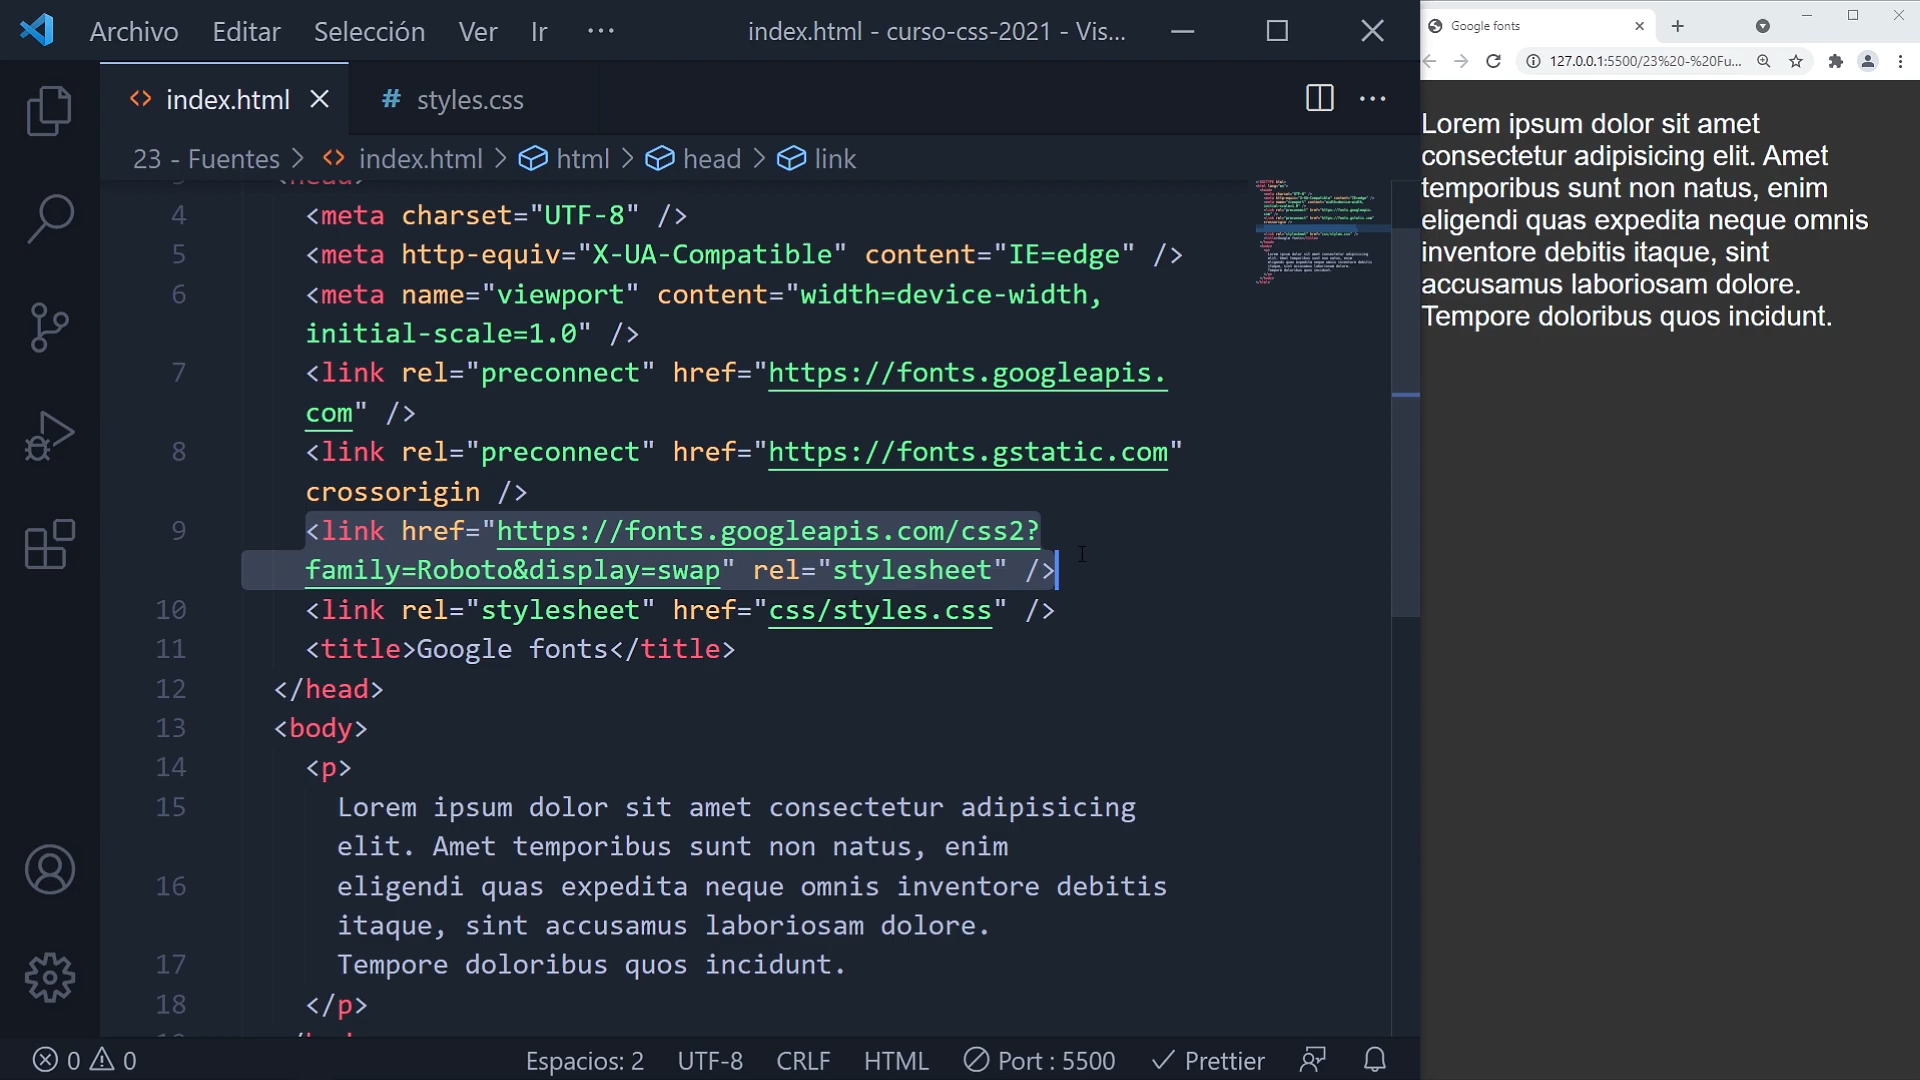 Archivo Editar Selección Ver Ir ··· index.html - curso-css-2021 - Vis...
index.html # styles.css
23 - Fuentes > index.html > html > head > link
4 <meta charset="UTF-8" />
5 <meta http-equiv="X-UA-Compatible" content="IE=edge" />
6 <meta name="viewport" content="width=device-width,
initial-scale=1.0" />
7 <link rel="preconnect" href="https://fonts.googleapis.
com" />
8 <link rel="preconnect" href="https://fonts.gstatic.com"
crossorigin />
9 <link href="https://fonts.googleapis.com/css2?
family=Roboto&display=swap" rel="stylesheet" />
10 <link rel="stylesheet" href="css/styles.css" />
11 <title>Google fonts</title>
12 </head>
13 <body>
14 <p>
15 Lorem ipsum dolor sit amet consectetur adipisicing
elit. Amet temporibus sunt non natus, enim
16 eligendi quas expedita neque omnis inventore debitis
itaque, sint accusamus laboriosam dolore.
17 Tempore doloribus quos incidunt.
18 </p>
0 0 Espacios: 2 UTF-8 CRLF HTML Port : 5500 Prettier
Google fonts
127.0.0.1:5500/23%20-%20Fu...
Lorem ipsum dolor sit amet
consectetur adipisicing elit. Amet
temporibus sunt non natus, enim
eligendi quas expedita neque omnis
inventore debitis itaque, sint
accusamus laboriosam dolore.
Tempore doloribus quos incidunt.